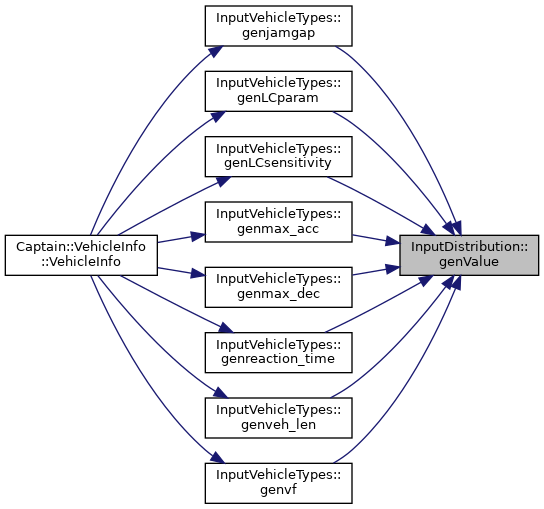 InputVehicleTypes::
genjamgap
InputVehicleTypes::
genLCparam
InputVehicleTypes::
genLCsensitivity
InputVehicleTypes::
genmax_acc
Captain::VehicleInfo
::VehicleInfo
InputDistribution::
genValue
InputVehicleTypes::
genmax_dec
InputVehicleTypes::
genreaction_time
InputVehicleTypes::
genveh_len
InputVehicleTypes::
genvf